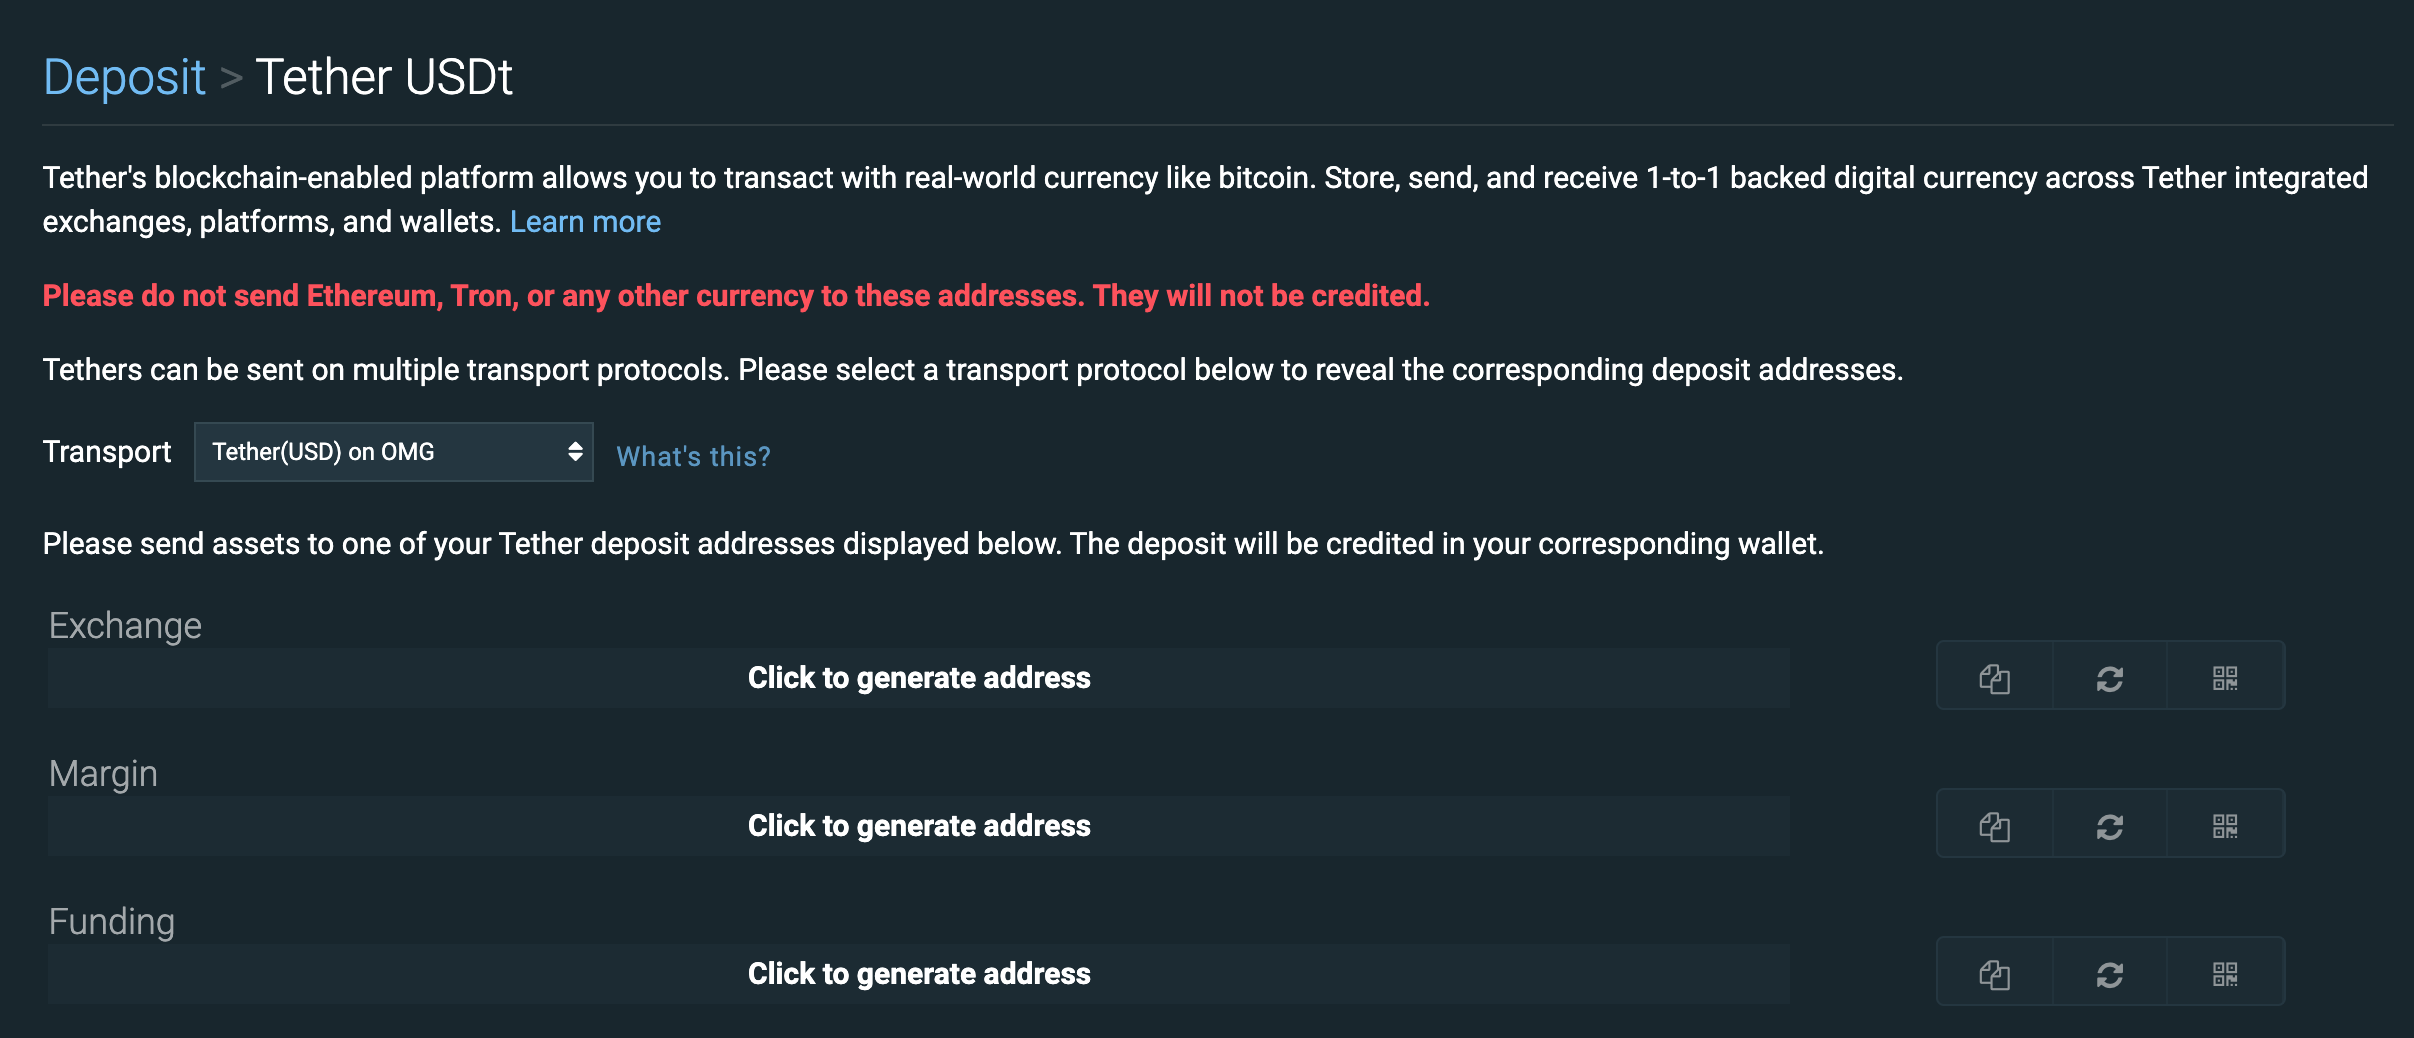 Deposit > Tether USDt
Tether's blockchain-enabled platform allows you to transact with real-world currency like bitcoin. Store, send, and receive 1-to-1 backed digital currency across Tether integrated
exchanges, platforms, and wallets. Learn more
Please do not send Ethereum, Tron, or any other currency to these addresses. They will not be credited.
Tethers can be sent on multiple transport protocols. Please select a transport protocol below to reveal the corresponding deposit addresses.
Transport Tether(USD) on OMG What's this?
Please send assets to one of your Tether deposit addresses displayed below. The deposit will be credited in your corresponding wallet.
Exchange
Click to generate address
Margin
Click to generate address
Funding
Click to generate address